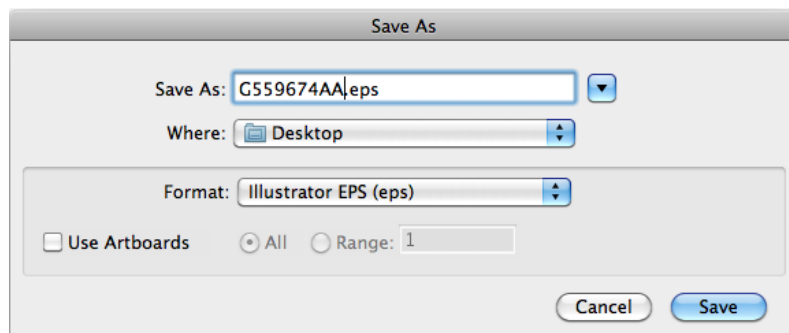 Save As
Save As: G559674AA.eps
Where: Desktop
Format: Illustrator EPS (eps)
Use Artboards All Range: 1
Cancel Save